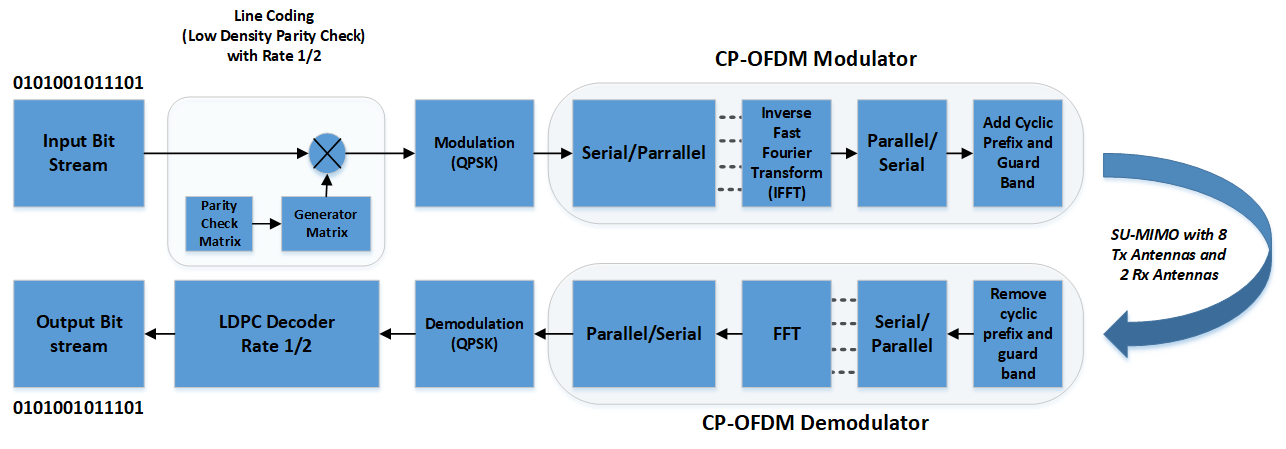 Line Coding
(Low Density Parity Check)
with Rate 1/2
CP-OFDM Modulator
0101001011101
Input Bit
Stream
Parity
Check
Matrix
Generator
Matrix
Modulation
(QPSK)
Serial/Parrallel
Inverse
Fast
Fourier
Transform
(IFFT)
Parallel/
Serial
Add Cyclic
Prefix and
Guard
Band
SU-MIMO with 8
Tx Antennas and
2 Rx Antennas
Output Bit
stream
LDPC Decoder
Rate 1/2
Demodulation
(QPSK)
Parallel/Serial
FFT
Serial/
Parallel
Remove
cyclic
prefix and
guard
band
0101001011101
CP-OFDM Demodulator